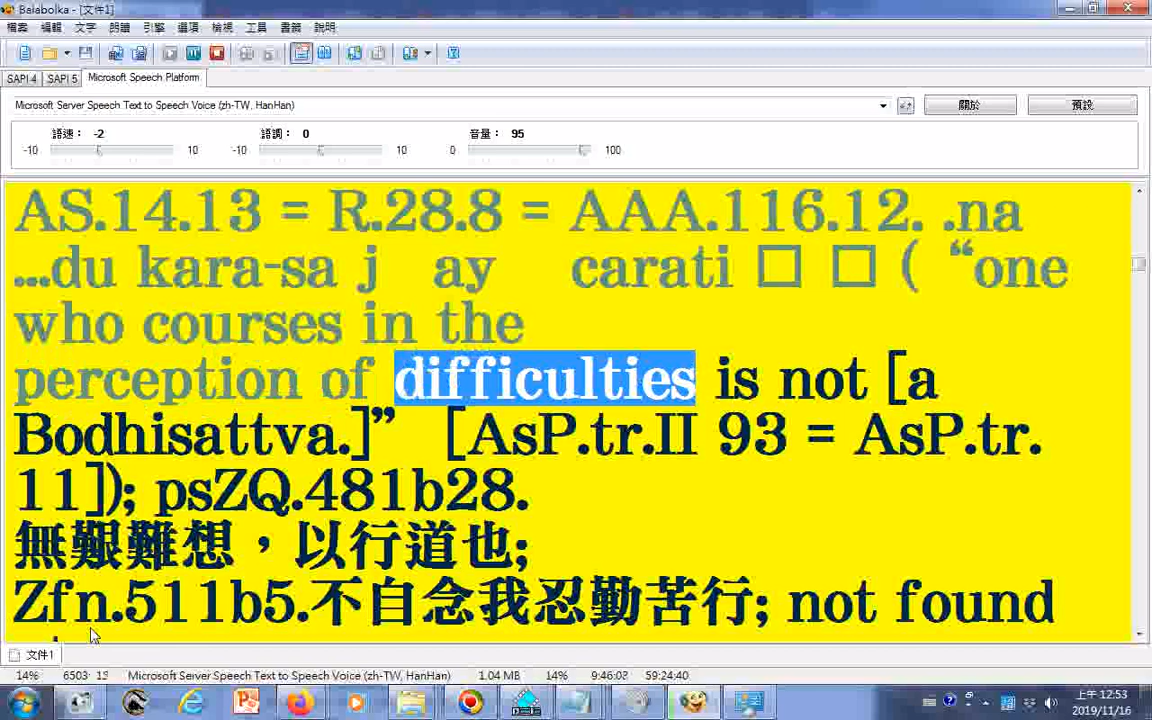 Balabolka - [文件1]
檔案 編輯 文字 朗讀 引擎 選項 檢視 工具 書籤 說明
SAPI 4 SAPI 5 Microsoft Speech Platform
Microsoft Server Speech Text to Speech Voice (zh-TW, HanHan) 關於 預設
語速: -2 語調: 0 音量: 95
-10 10 -10 10 0 100
AS.14.13 = R.28.8 = AAA.116.12. .na
...du kara-sa j ay carati □ □ ( “one
who courses in the
perception of difficulties is not [a
Bodhisattva.]” [AsP.tr.II 93 = AsP.tr.
11]); psZQ.481b28.
無艱難想，以行道也;
Zfn.511b5.不自念我忍勤苦行; not found
文件1
14% Microsoft Server Speech Text to Speech Voice (zh-TW, HanHan) 1.04 MB 14% 59:24:40
上午 12:53
2019/11/16